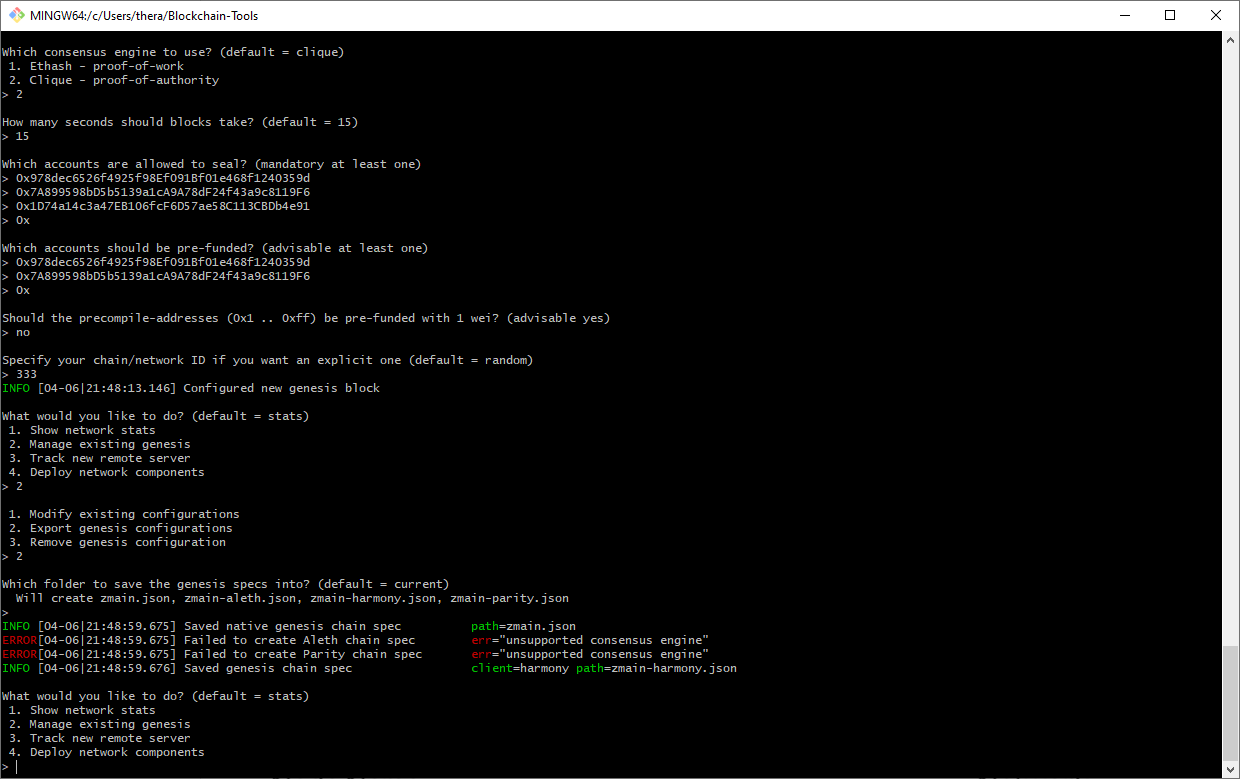 MINGW64:/c/Users/thera/Blockchain-Tools
Which consensus engine to use? (default = clique)
1. Ethash - proof-of-work
2. Clique - proof-of-authority
> 2
How many seconds should blocks take? (default = 15)
> 15
Which accounts are allowed to seal? (mandatory at least one)
> 0x978dec6526f4925f98Ef091Bf01e468f1240359d
> 0x7A899598bD5b5139a1cA9A78dF24f43a9c8119F6
> 0x1D74a14c3a47EB106fcF6D57ae58C113CBDb4e91
> 0x
Which accounts should be pre-funded? (advisable at least one)
> 0x978dec6526f4925f98Ef091Bf01e468f1240359d
> 0x7A899598bD5b5139a1cA9A78dF24f43a9c8119F6
> 0x
Should the precompile-addresses (0x1 .. 0xff) be pre-funded with 1 wei? (advisable yes)
> no
Specify your chain/network ID if you want an explicit one (default = random)
> 333
INFO [04-06|21:48:13.146] Configured new genesis block
What would you like to do? (default = stats)
1. Show network stats
2. Manage existing genesis
3. Track new remote server
4. Deploy network components
> 2
1. Modify existing configurations
2. Export genesis configurations
3. Remove genesis configuration
> 2
Which folder to save the genesis specs into? (default = current)
Will create zmain.json, zmain-aleth.json, zmain-harmony.json, zmain-parity.json
>
INFO [04-06|21:48:59.675] Saved native genesis chain spec path=zmain.json
ERROR[04-06|21:48:59.675] Failed to create Aleth chain spec err="unsupported consensus engine"
ERROR[04-06|21:48:59.675] Failed to create Parity chain spec err="unsupported consensus engine"
INFO [04-06|21:48:59.676] Saved genesis chain spec client=harmony path=zmain-harmony.json
What would you like to do? (default = stats)
1. Show network stats
2. Manage existing genesis
3. Track new remote server
4. Deploy network components
>